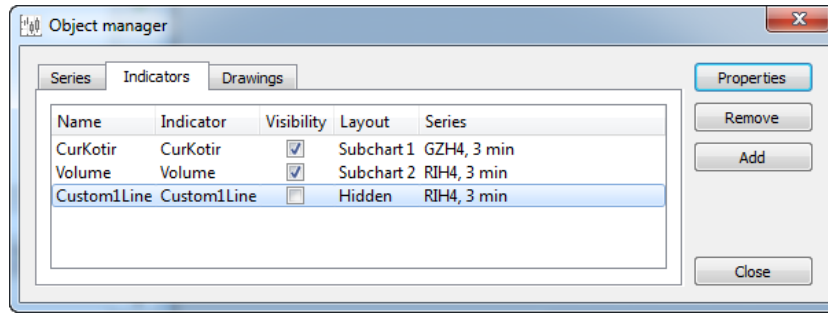 Object manager
Series Indicators Drawings
Properties
Name Indicator Visibility Layout Series
Remove
CurKotir CurKotir Subchart 1 GZH4, 3 min
Volume Volume Subchart 2 RIH4, 3 min
Add
Custom1Line Custom1Line Hidden RIH4, 3 min
Close